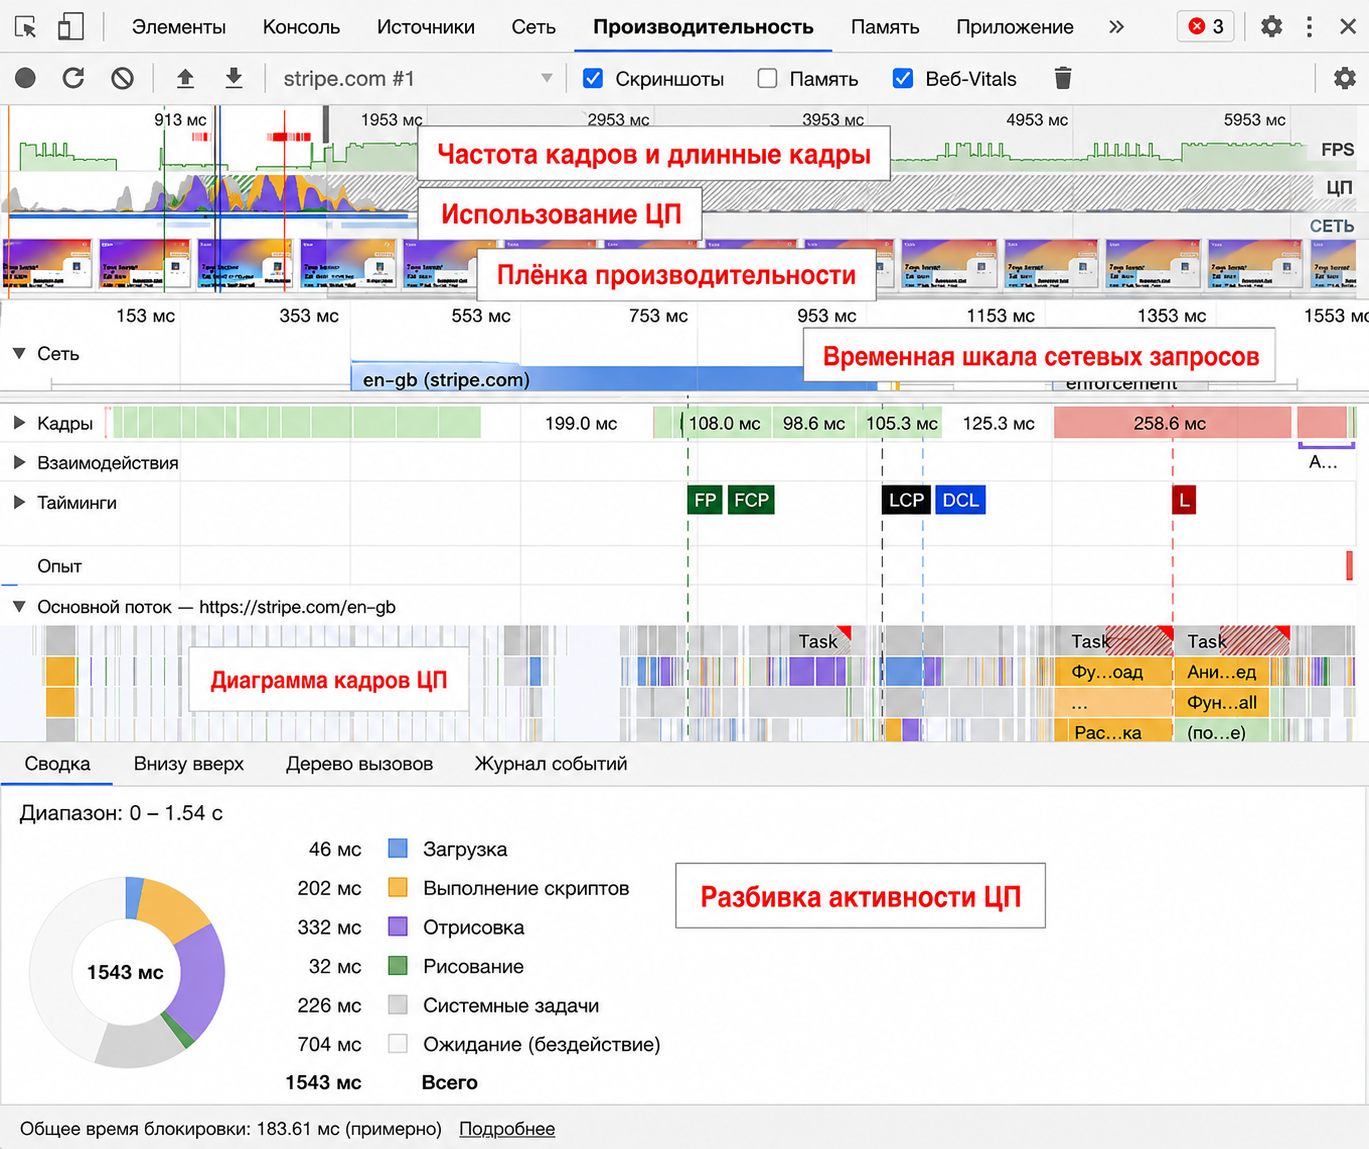 Элементы Консоль Источники Сеть Производительность Память Приложение » 3
stripe.com #1 Скриншоты Память Веб-Vitals
913 мс 1953 мс 2953 мс 3953 мс 4953 мс 5953 мс
FPS
Частота кадров и длинные кадры
ЦП
Использование ЦП
СЕТЬ
Плёнка производительности
153 мс 353 мс 553 мс 753 мс 953 мс 1153 мс 1353 мс 1553 мс
Сеть
Временная шкала сетевых запросов
en-gb (stripe.com)
enforcement
Кадры 199.0 мс 108.0 мс 98.6 мс 105.3 мс 125.3 мс 258.6 мс
Взаимодействия А...
Тайминги FP FCP LCP DCL L
Опыт
Основной поток — https://stripe.com/en-gb
Task Task Task
Фу...оад Ани...ед
Диаграмма кадров ЦП
... Фун...all
Рас...ка (по...е)
Сводка Внизу вверх Дерево вызовов Журнал событий
Диапазон: 0 – 1.54 с
46 мс Загрузка
202 мс Выполнение скриптов
Разбивка активности ЦП
332 мс Отрисовка
32 мс Рисование
1543 мс
226 мс Системные задачи
704 мс Ожидание (бездействие)
1543 мс Всего
Общее время блокировки: 183.61 мс (примерно) Подробнее